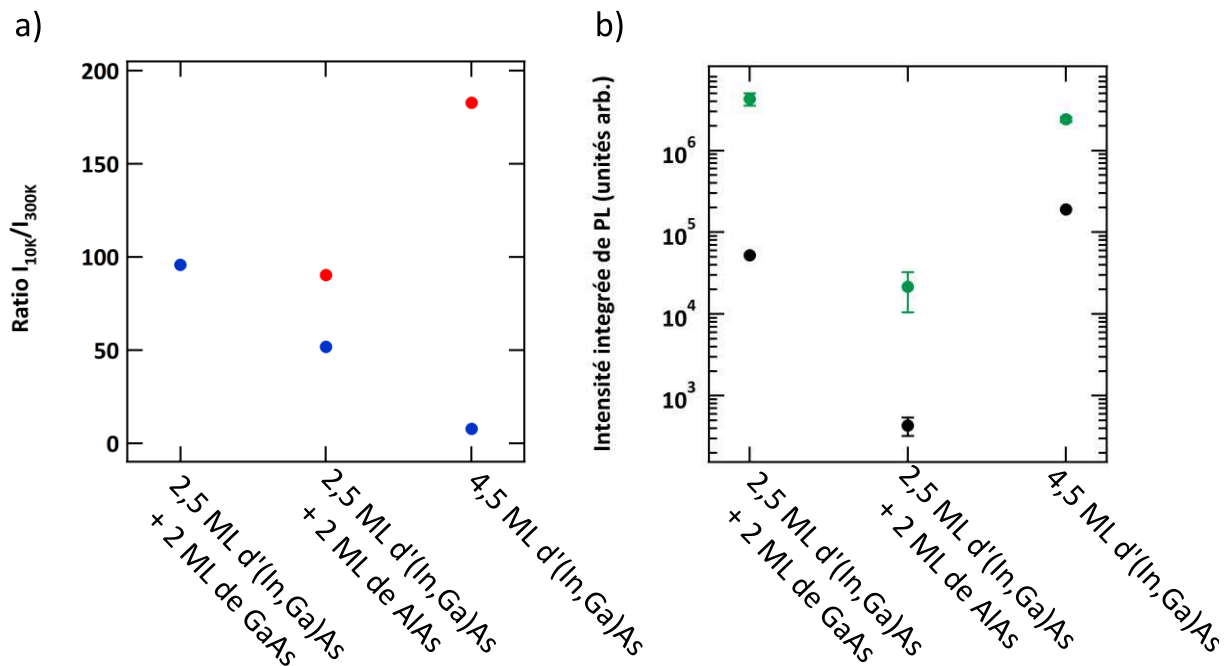 a)
Ratio I10K/I300K
200
150
100
50
0
2,5 ML d'(In,Ga)As
+ 2 ML de GaAs
2,5 ML d'(In,Ga)As
+ 2 ML de AlAs
4,5 ML d'(In,Ga)As
b)
Intensité integrée de PL (unités arb.)
10^6
10^5
10^4
10^3
2,5 ML d'(In,Ga)As
+ 2 ML de GaAs
2,5 ML d'(In,Ga)As
+ 2 ML de AlAs
4,5 ML d'(In,Ga)As